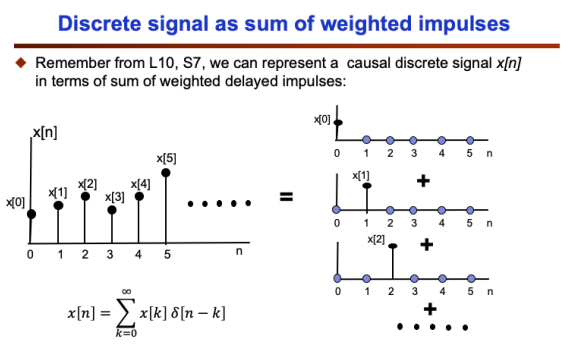 Discrete signal as sum of weighted impulses
Remember from L10, S7, we can represent a causal discrete signal x[n]
in terms of sum of weighted delayed impulses:
x[n]
x[0] x[1] x[2] x[3] x[4] x[5]
0 1 2 3 4 5 n
=
x[0]
0 1 2 3 4 5 n
+
x[1]
0 1 2 3 4 5 n
+
x[2]
0 1 2 3 4 5 n
+
x[n] = ∑_{k=0}^{∞} x[k] δ[n − k]